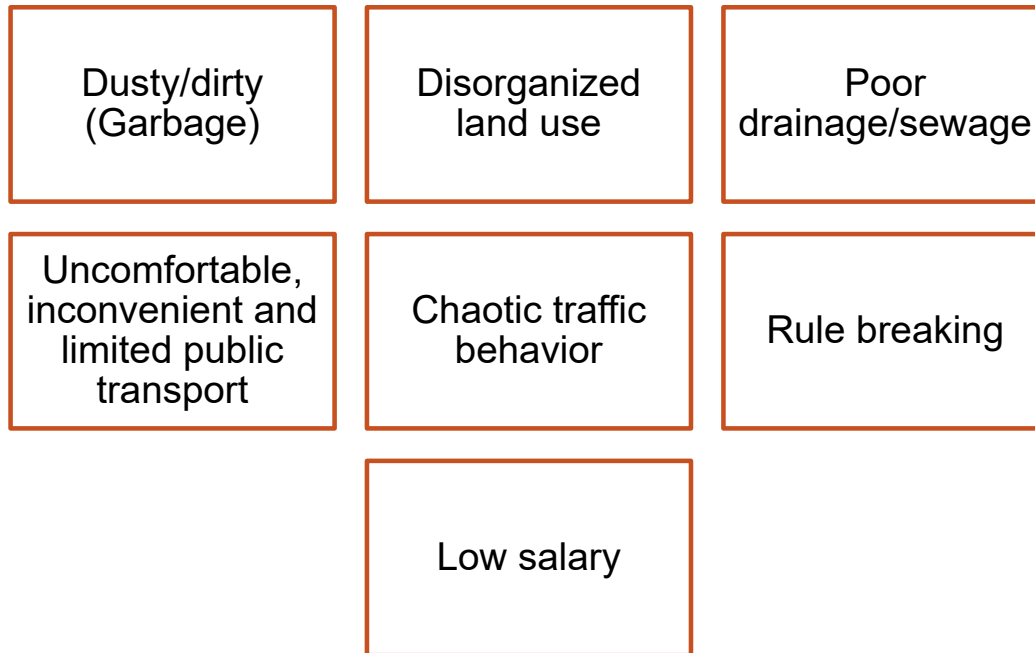 Dusty/dirty
(Garbage)
Disorganized
land use
Poor
drainage/sewage
Uncomfortable,
inconvenient and
limited public
transport
Chaotic traffic
behavior
Rule breaking
Low salary